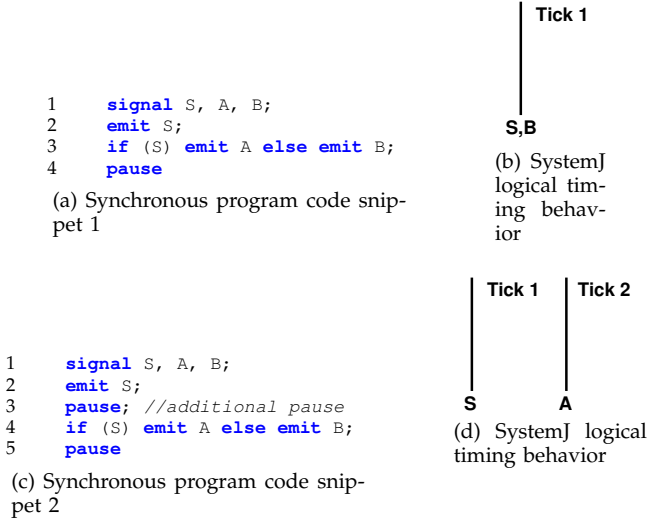 Tick 1
1 signal S, A, B;
2 emit S;
3 if (S) emit A else emit B;
4 pause
(a) Synchronous program code snip-
pet 1
S,B
(b) SystemJ
logical tim-
ing behav-
ior
1 signal S, A, B;
2 emit S;
3 pause; //additional pause
4 if (S) emit A else emit B;
5 pause
(c) Synchronous program code snip-
pet 2
Tick 1 Tick 2
S A
(d) SystemJ logical
timing behavior